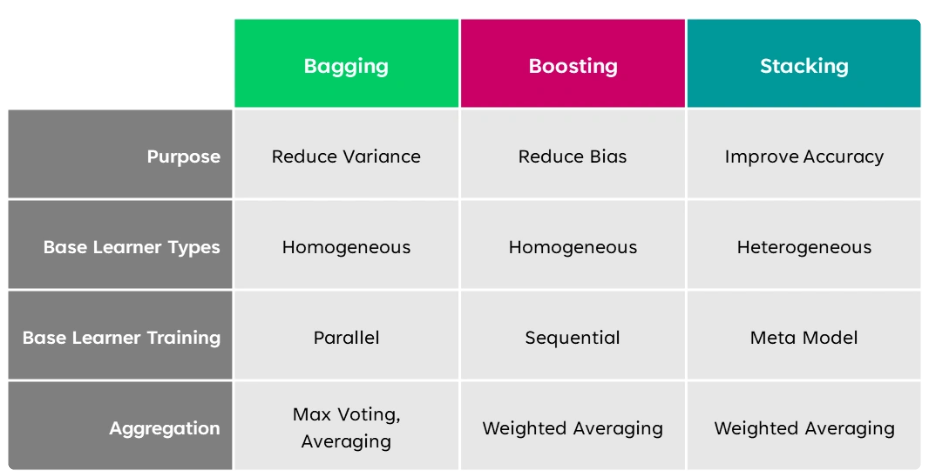 Bagging Boosting Stacking
Purpose Reduce Variance Reduce Bias Improve Accuracy
Base Learner Types Homogeneous Homogeneous Heterogeneous
Base Learner Training Parallel Sequential Meta Model
Aggregation Max Voting, Averaging Weighted Averaging Weighted Averaging